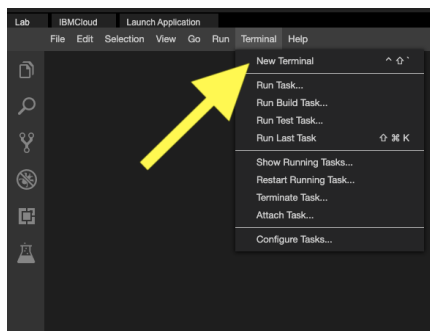 Lab IBMCloud Launch Application
File Edit Selection View Go Run Terminal Help
New Terminal ^ ⇧ `
Run Task...
Run Build Task...
Run Test Task...
Run Last Task ⇧ ⌘ K
Show Running Tasks...
Restart Running Task...
Terminate Task...
Attach Task...
Configure Tasks...